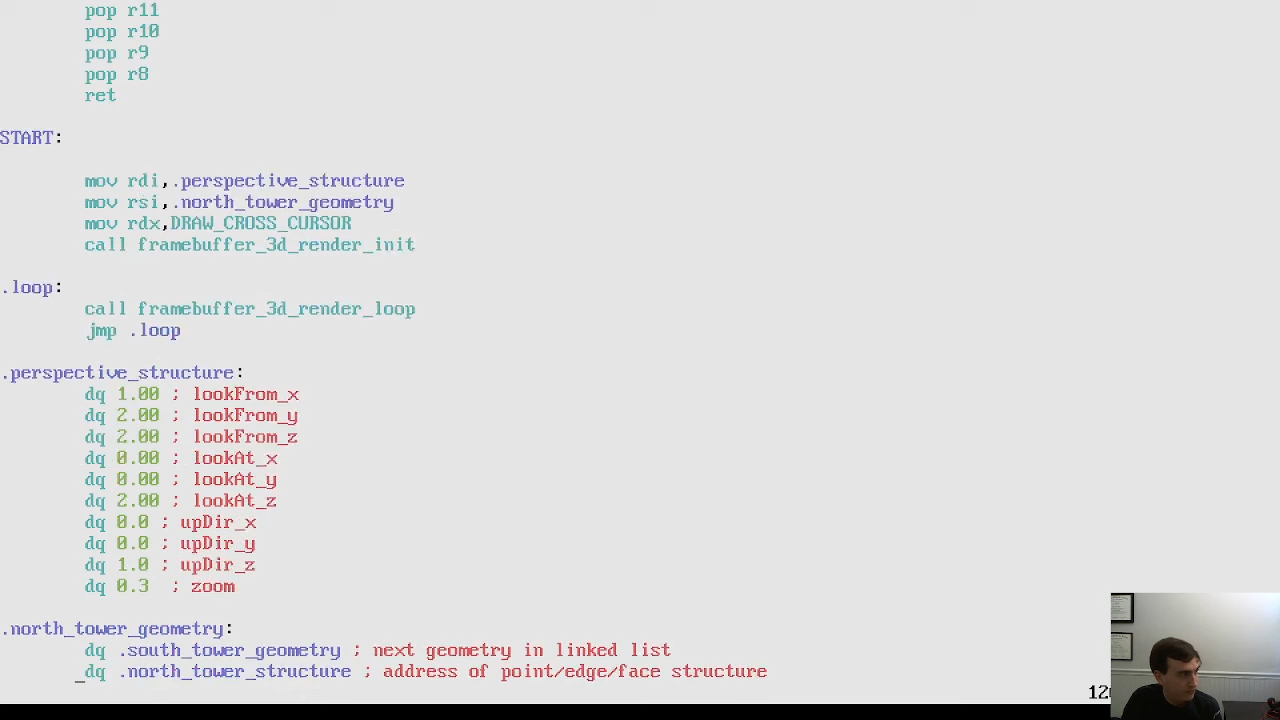 pop r11
pop r10
pop r9
pop r8
ret
START:
mov rdi,.perspective_structure
mov rsi,.north_tower_geometry
mov rdx,DRAW_CROSS_CURSOR
call framebuffer_3d_render_init
.loop:
call framebuffer_3d_render_loop
jmp .loop
.perspective_structure:
dq 1.00 ; lookFrom_x
dq 2.00 ; lookFrom_y
dq 2.00 ; lookFrom_z
dq 0.00 ; lookAt_x
dq 0.00 ; lookAt_y
dq 2.00 ; lookAt_z
dq 0.0 ; upDir_x
dq 0.0 ; upDir_y
dq 1.0 ; upDir_z
dq 0.3  ; zoom
.north_tower_geometry:
dq .south_tower_geometry ; next geometry in linked list
dq .north_tower_structure ; address of point/edge/face structure